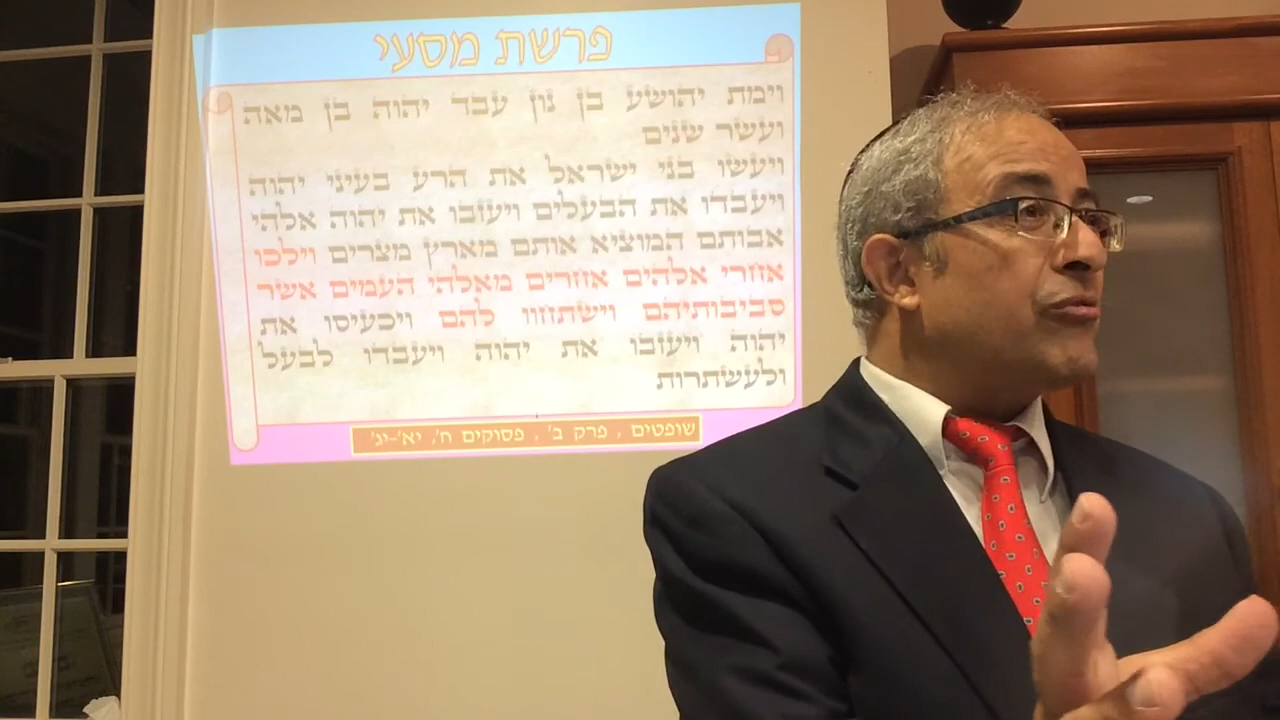 פרשת מסעי
וימת יהושע בן נון עבד יהוה בן מאה
ועשר שנים
ויעשו בני ישראל את הרע בעיני יהוה
ויעבדו את הבעלים ויעזבו את יהוה אלהי
אבותם המוציא אותם מארץ מצרים וילכו
אחרי אלהים אחרים מאלהי העמים אשר
סביבותיהם וישתחוו להם ויכעיסו את
יהוה ויעזבו את יהוה ויעבדו לבעל
ולעשתרות
שופטים , פרק ב' , פסוקים ח', יא'-יג'